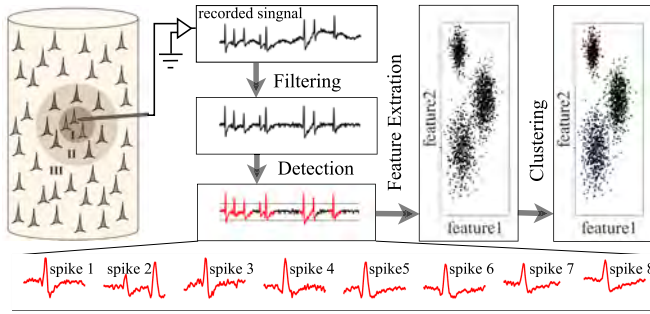 recorded singnal
Filtering
Detection
I
II
III
Feature Extration
feature2
feature1
Clustering
feature2
feature1
spike 1
spike 2
spike 3
spike 4
spike5
spike 6
spike 7
spike 8